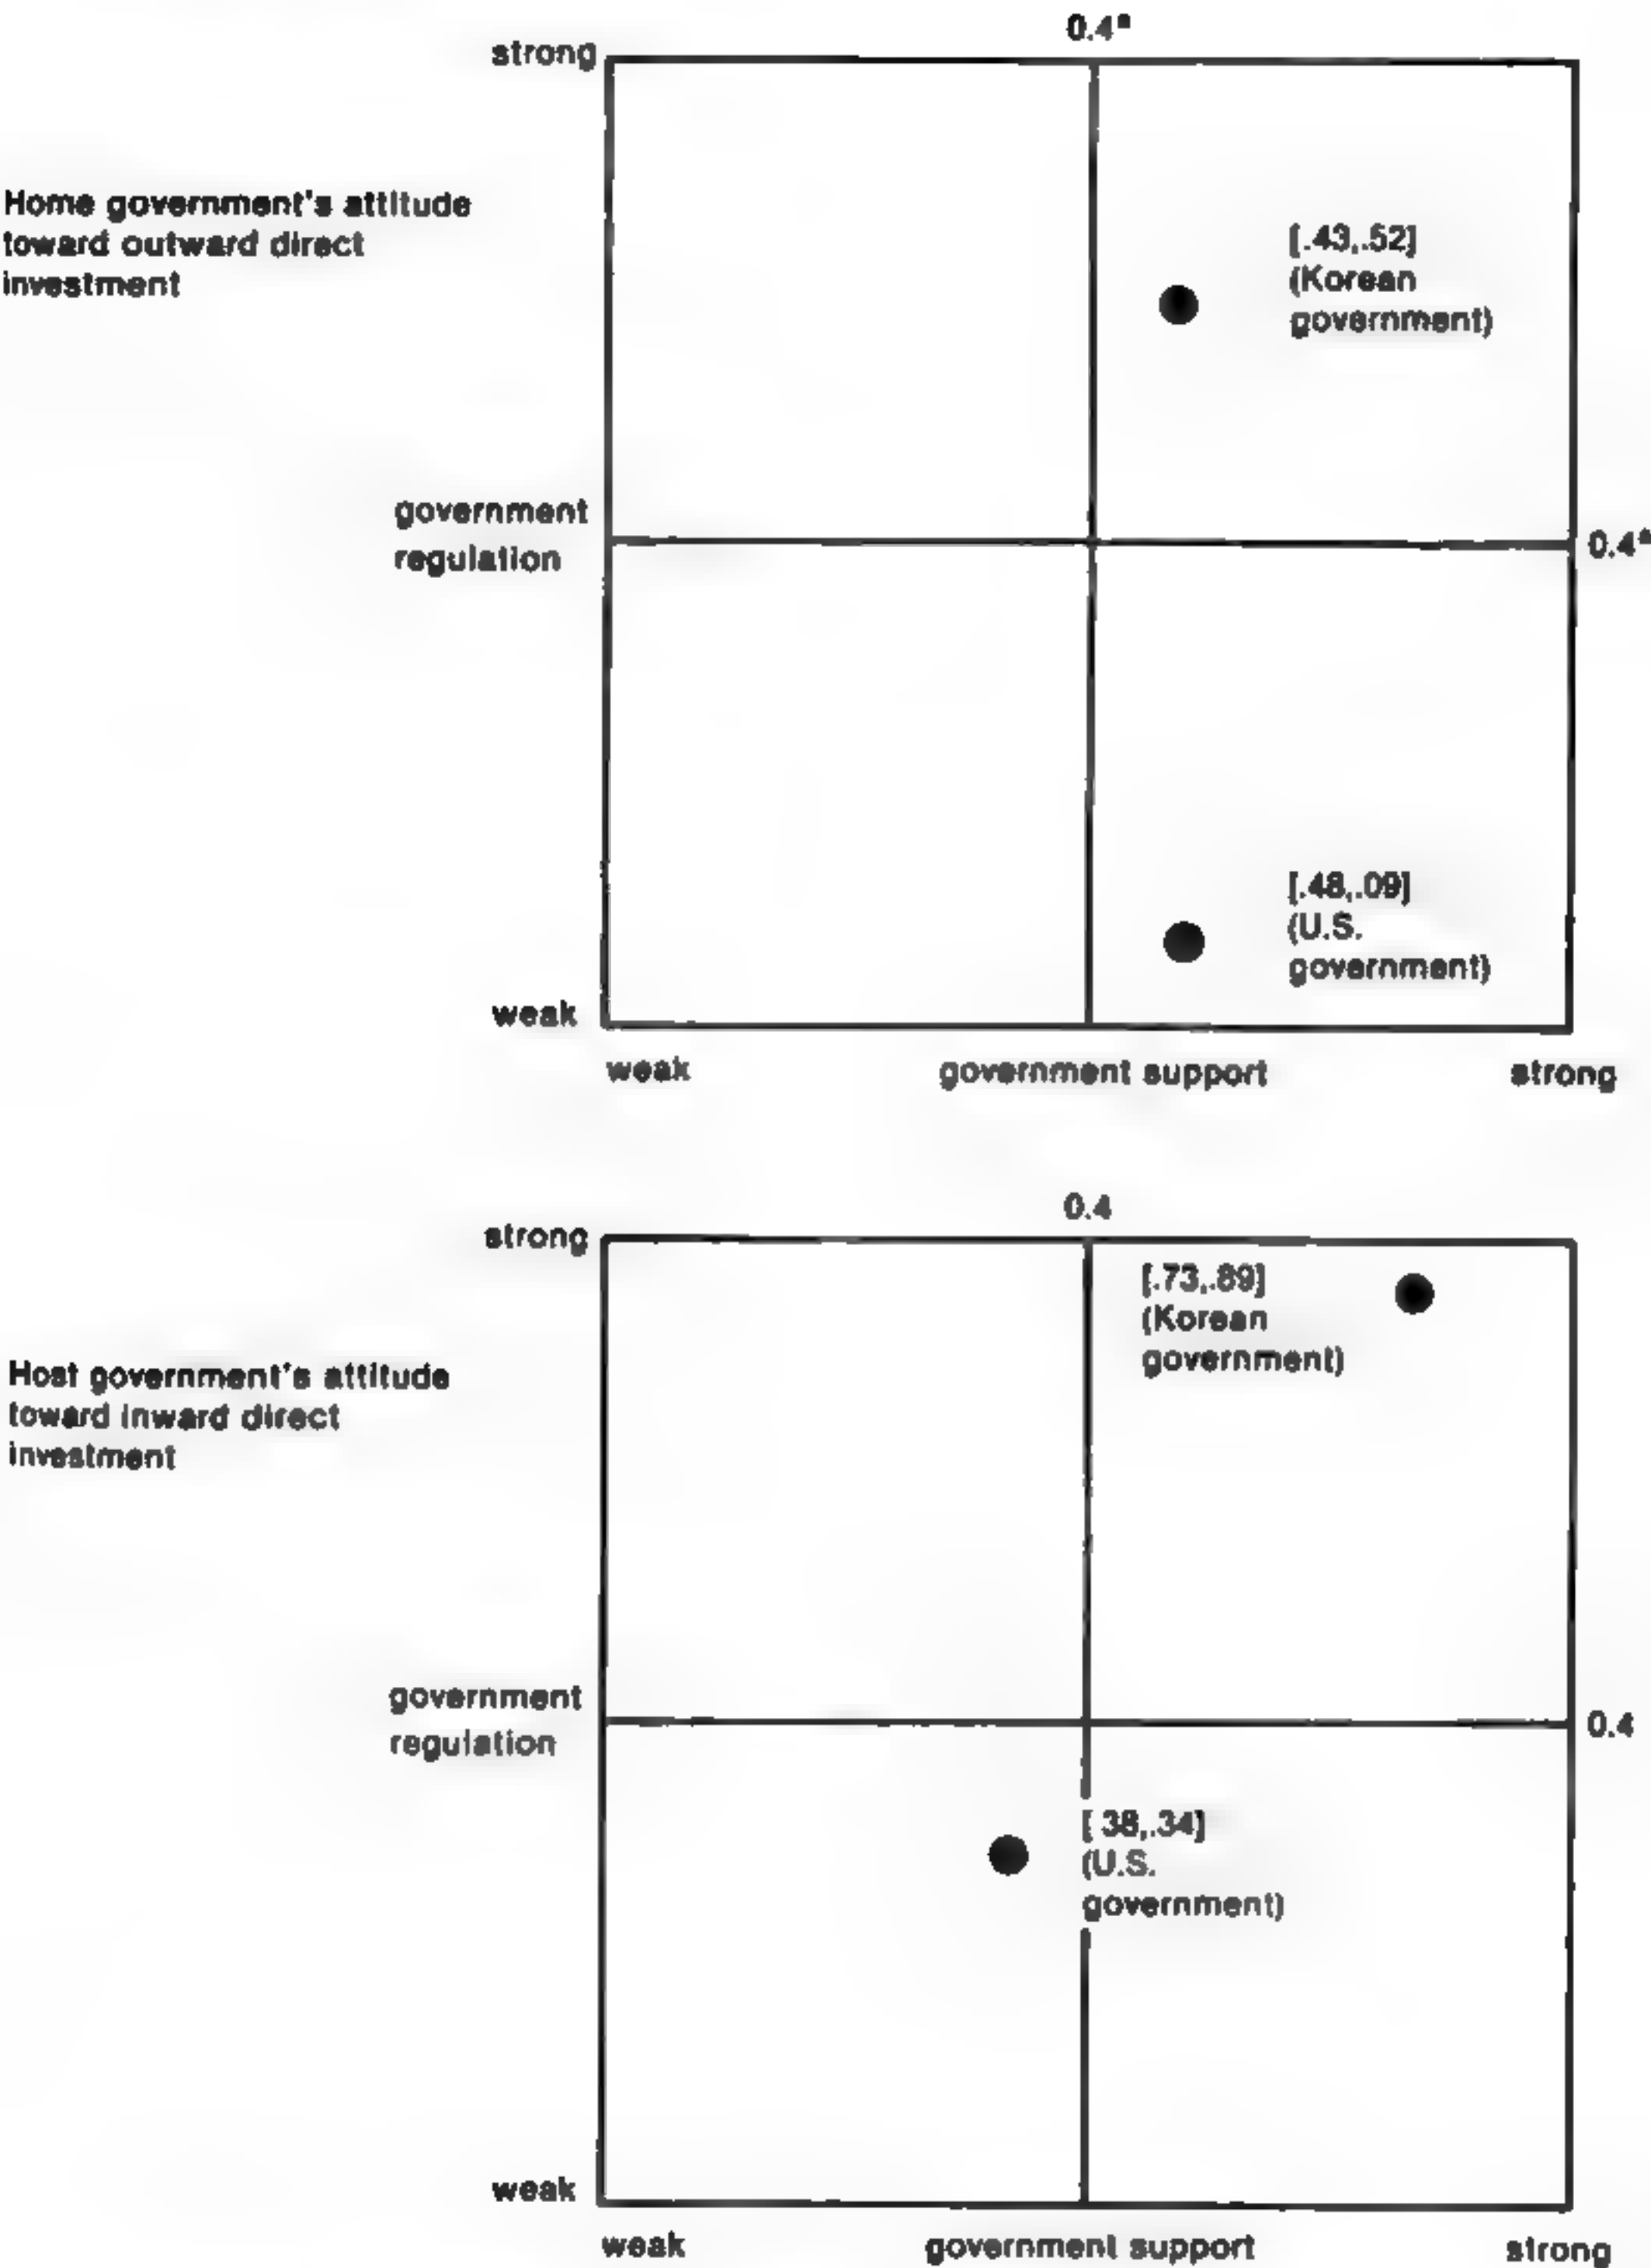 0.4ª
strong
Home government's attitude
toward outward direct
investment
[.43,.52]
(Korean
government)
government
regulation
0.4ª
[.48,.09]
(U.S.
government)
weak
weak government support strong
0.4
strong
[.73,.89]
(Korean
government)
Host government's attitude
toward inward direct
investment
government
regulation
0.4
[ 38,.34]
(U.S.
government)
weak
weak government support strong